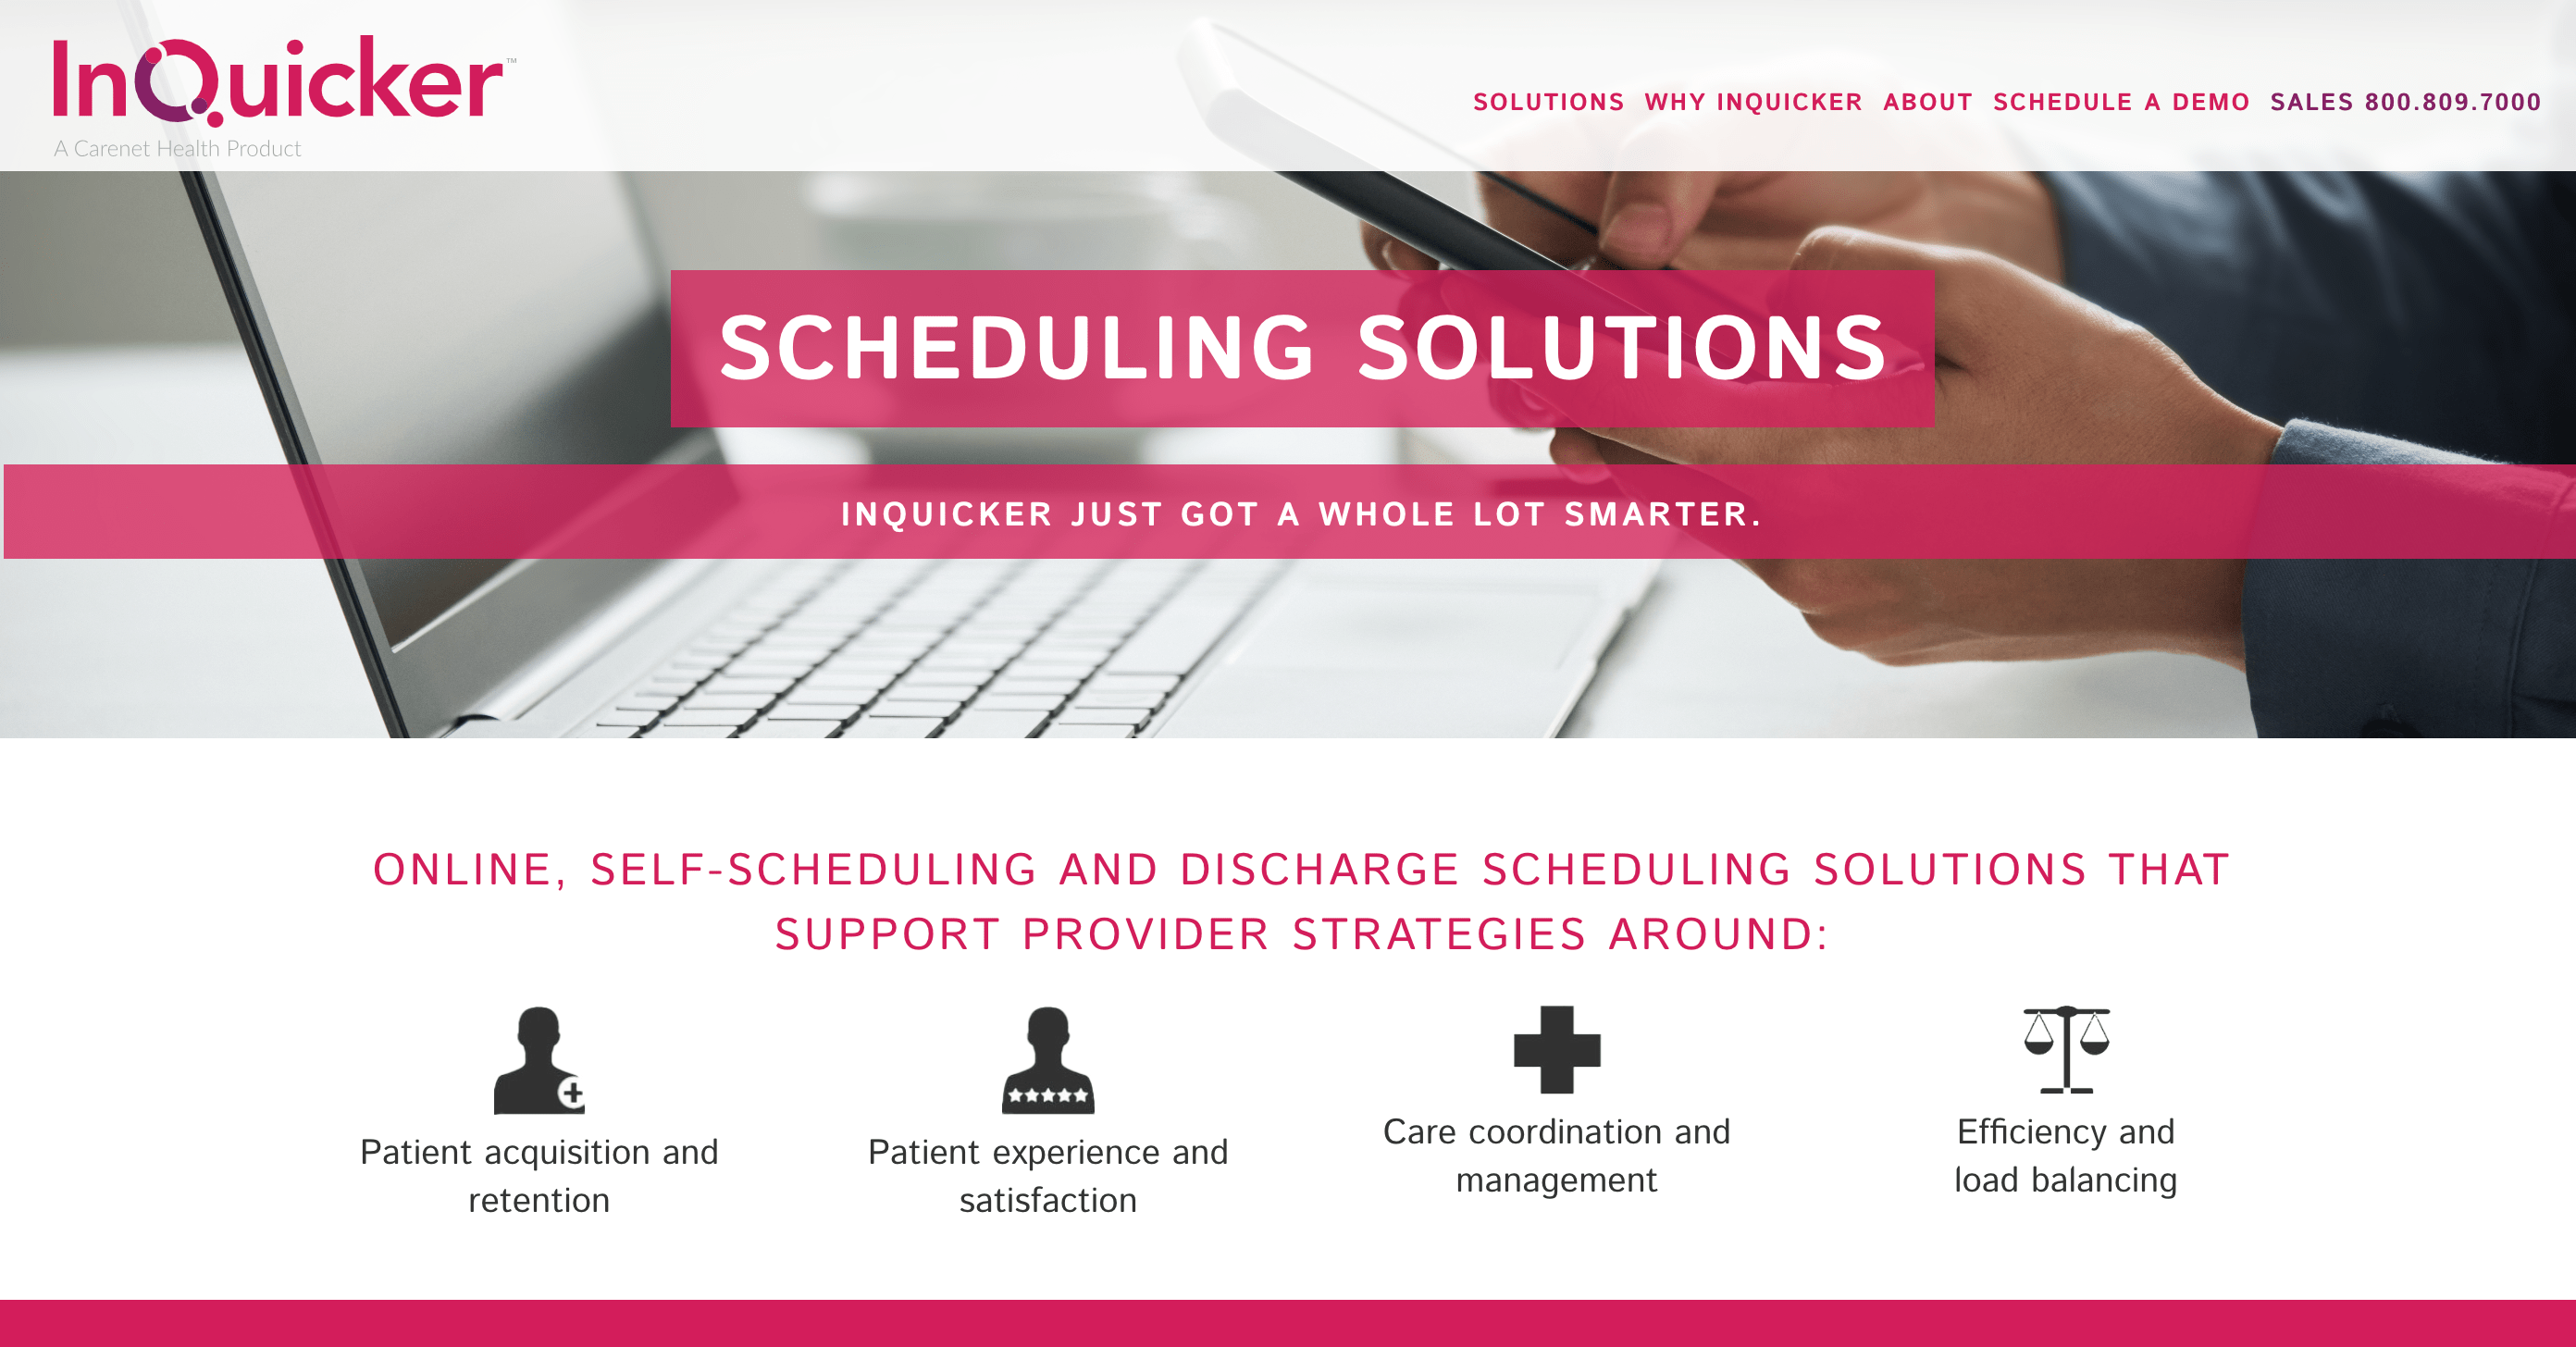 InQuicker™
A Carenet Health Product
SOLUTIONS WHY INQUICKER ABOUT SCHEDULE A DEMO SALES 800.809.7000
SCHEDULING SOLUTIONS
INQUICKER JUST GOT A WHOLE LOT SMARTER.
ONLINE, SELF-SCHEDULING AND DISCHARGE SCHEDULING SOLUTIONS THAT
SUPPORT PROVIDER STRATEGIES AROUND:
Patient acquisition and
retention
Patient experience and
satisfaction
Care coordination and
management
Efficiency and
load balancing